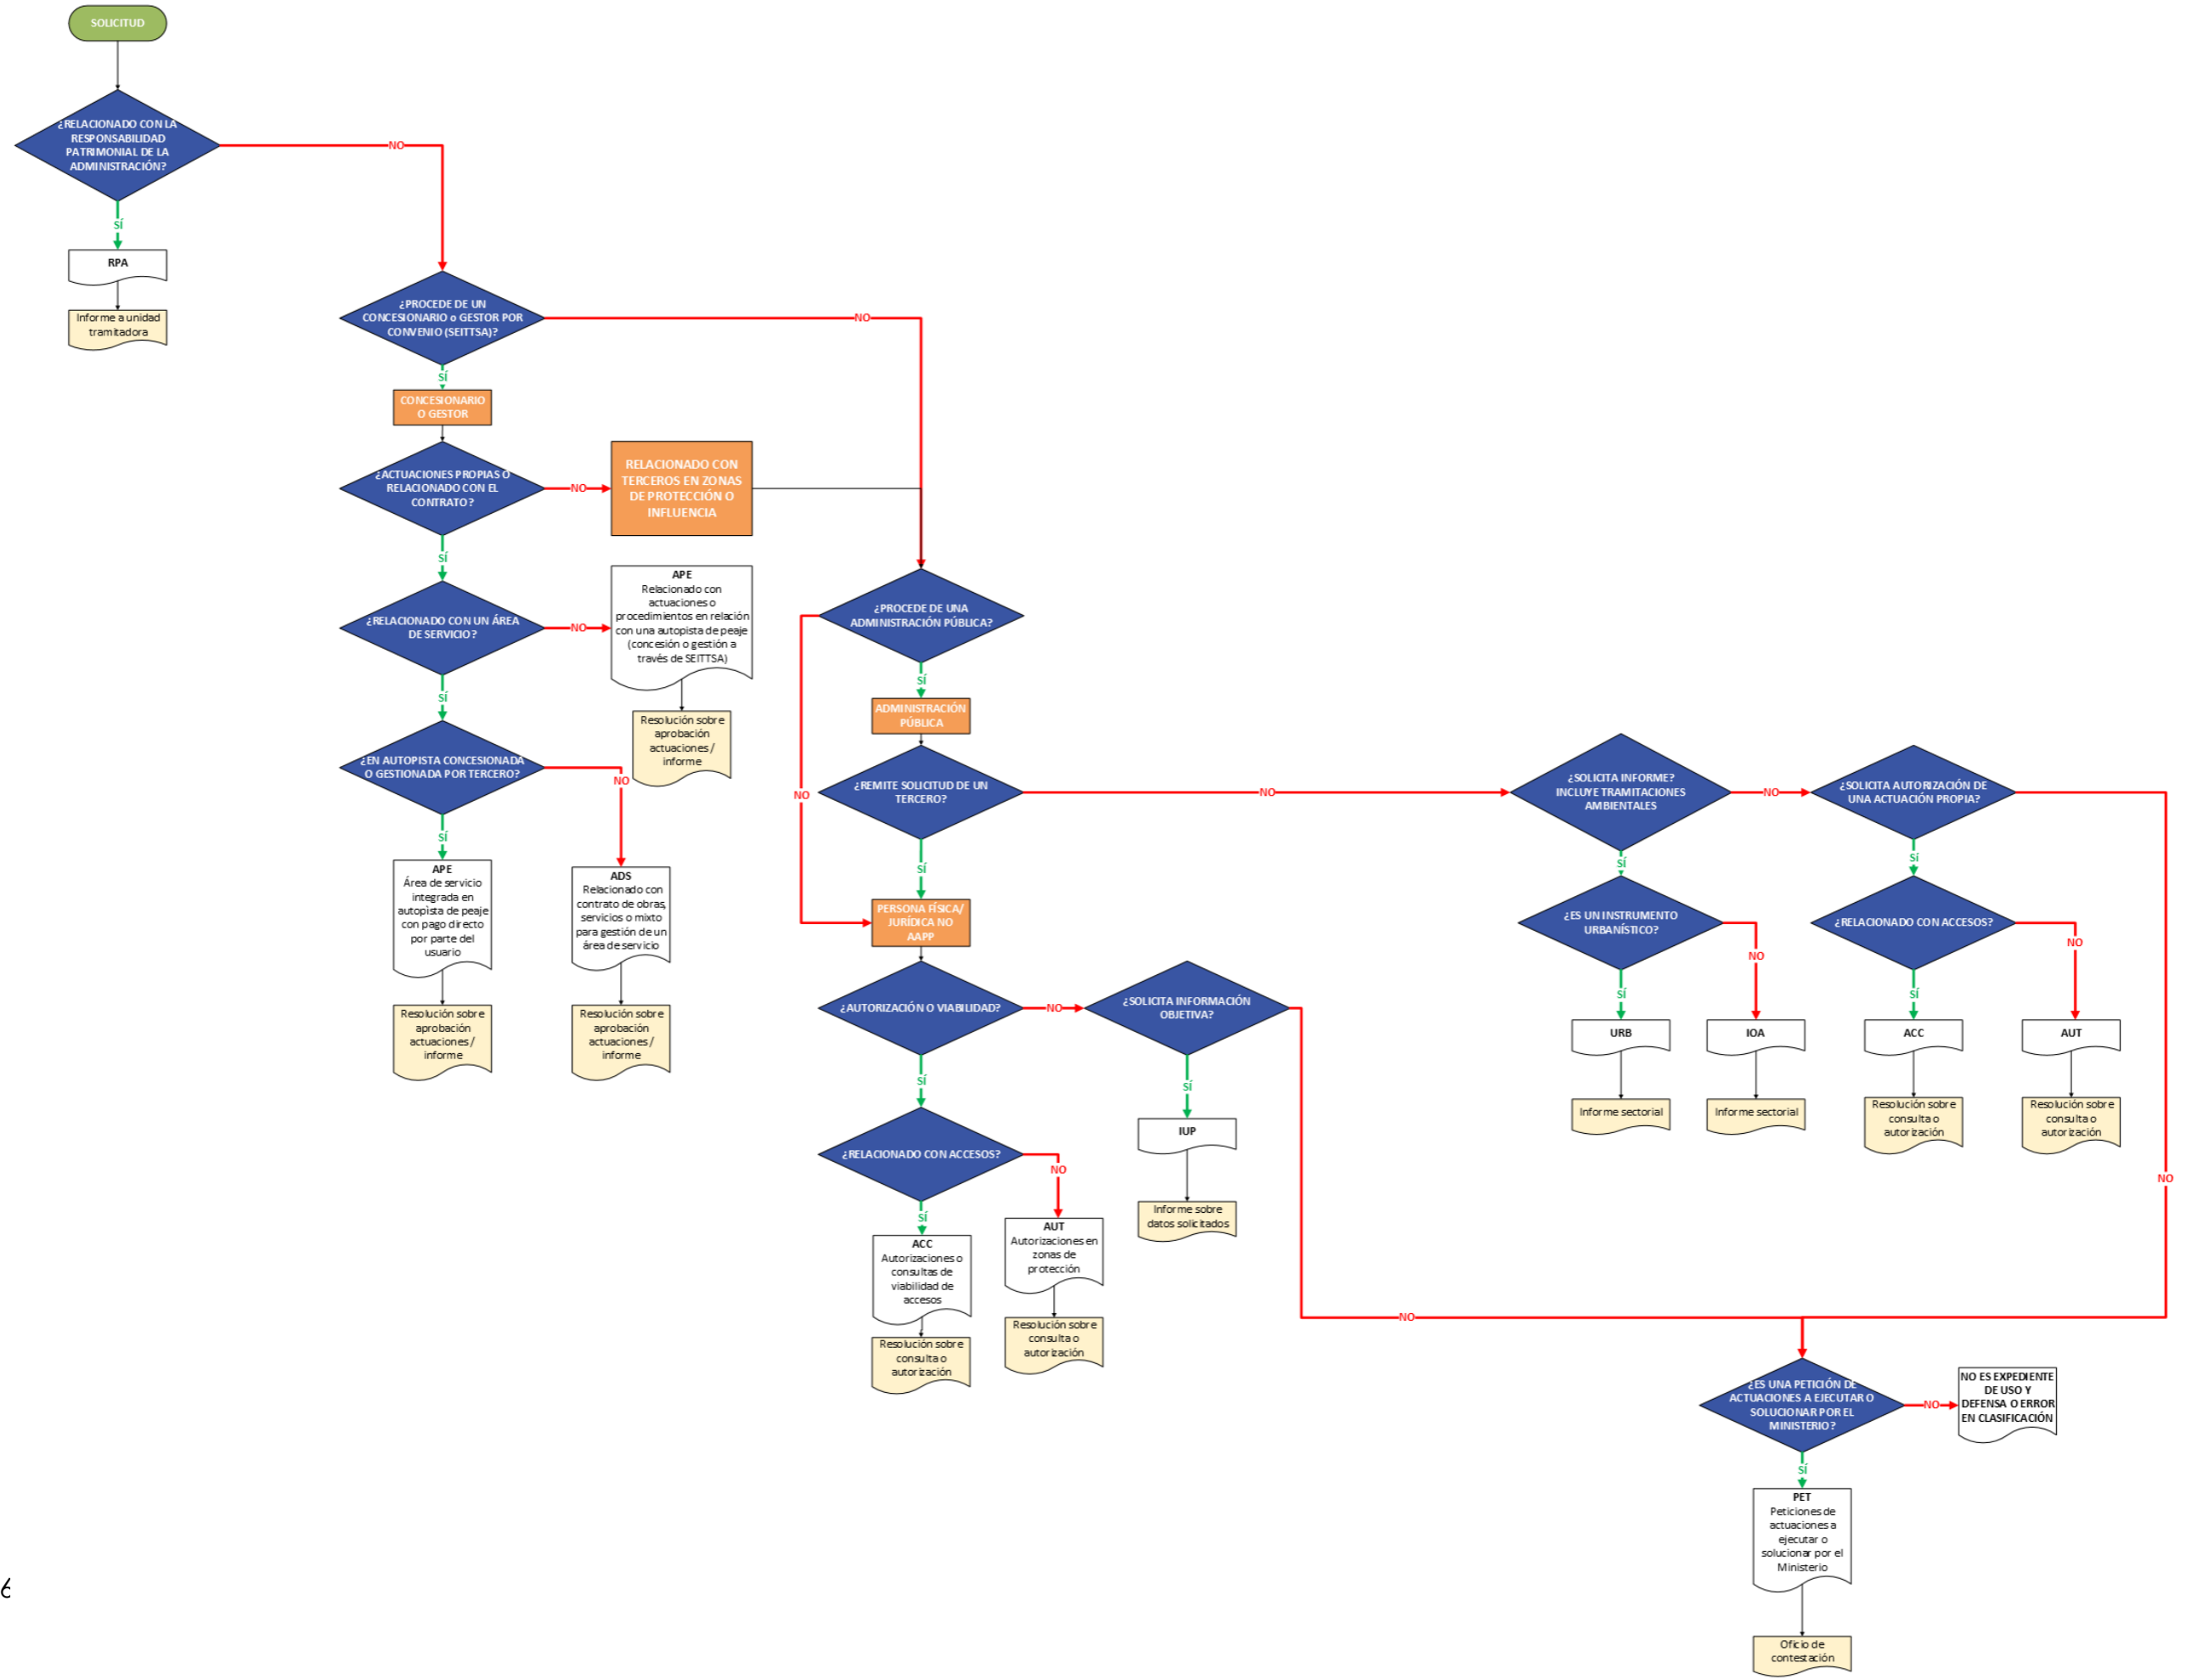 SOLICITUD
¿RELACIONADO CON LA
RESPONSABILIDAD
PATRIMONIAL DE LA
ADMINISTRACIÓN?
NO
SÍ
RPA
Informe a unidad
tramitadora
¿PROCEDE DE UN
CONCESIONARIO o GESTOR POR
CONVENIO (SEITTSA)?
NO
SÍ
CONCESIONARIO
O GESTOR
¿ACTUACIONES PROPIAS O
RELACIONADO CON EL
CONTRATO?
NO
RELACIONADO CON
TERCEROS EN ZONAS
DE PROTECCIÓN O
INFLUENCIA
SÍ
¿RELACIONADO CON UN ÁREA
DE SERVICIO?
NO
APE
Relacionado con
actuaciones o
procedimientos en relación
con una autopista de peaje
(concesión o gestión a
través de SEITTSA)
Resolución sobre
aprobación
actuaciones /
informe
SÍ
¿EN AUTOPISTA CONCESIONADA
O GESTIONADA POR TERCERO?
NO
SÍ
APE
Área de servicio
integrada en
autopista de peaje
con pago directo
por parte del
usuario
Resolución sobre
aprobación
actuaciones /
informe
ADS
Relacionado con
contrato de obras,
servicios o mixto
para gestión de un
área de servicio
Resolución sobre
aprobación
actuaciones /
informe
¿PROCEDE DE UNA
ADMINISTRACIÓN PÚBLICA?
NO
SÍ
ADMINISTRACIÓN
PÚBLICA
¿REMITE SOLICITUD DE UN
TERCERO?
NO
SÍ
PERSONA FÍSICA/
JURÍDICA NO
AAPP
¿AUTORIZACIÓN O VIABILIDAD?
NO
¿SOLICITA INFORMACIÓN
OBJETIVA?
SÍ
SÍ
IUP
Informe sobre
datos solicitados
NO
¿RELACIONADO CON ACCESOS?
NO
SÍ
ACC
Autorizaciones o
consultas de
viabilidad de
accesos
Resolución sobre
consulta o
autorización
AUT
Autorizaciones en
zonas de
protección
Resolución sobre
consulta o
autorización
¿SOLICITA INFORME?
INCLUYE TRAMITACIONES
AMBIENTALES
NO
¿SOLICITA AUTORIZACIÓN DE
UNA ACTUACIÓN PROPIA?
SÍ
SÍ
¿ES UN INSTRUMENTO
URBANÍSTICO?
NO
SÍ
URB
Informe sectorial
IOA
Informe sectorial
¿RELACIONADO CON ACCESOS?
NO
SÍ
ACC
Resolución sobre
consulta o
autorización
AUT
Resolución sobre
consulta o
autorización
NO
¿ES UNA PETICIÓN DE
ACTUACIONES A EJECUTAR O
SOLUCIONAR POR EL
MINISTERIO?
NO
NO ES EXPEDIENTE
DE USO Y
DEFENSA O ERROR
EN CLASIFICACIÓN
SÍ
PET
Peticiones de
actuaciones a
ejecutar o
solucionar por el
Ministerio
Oficio de
contestación
6